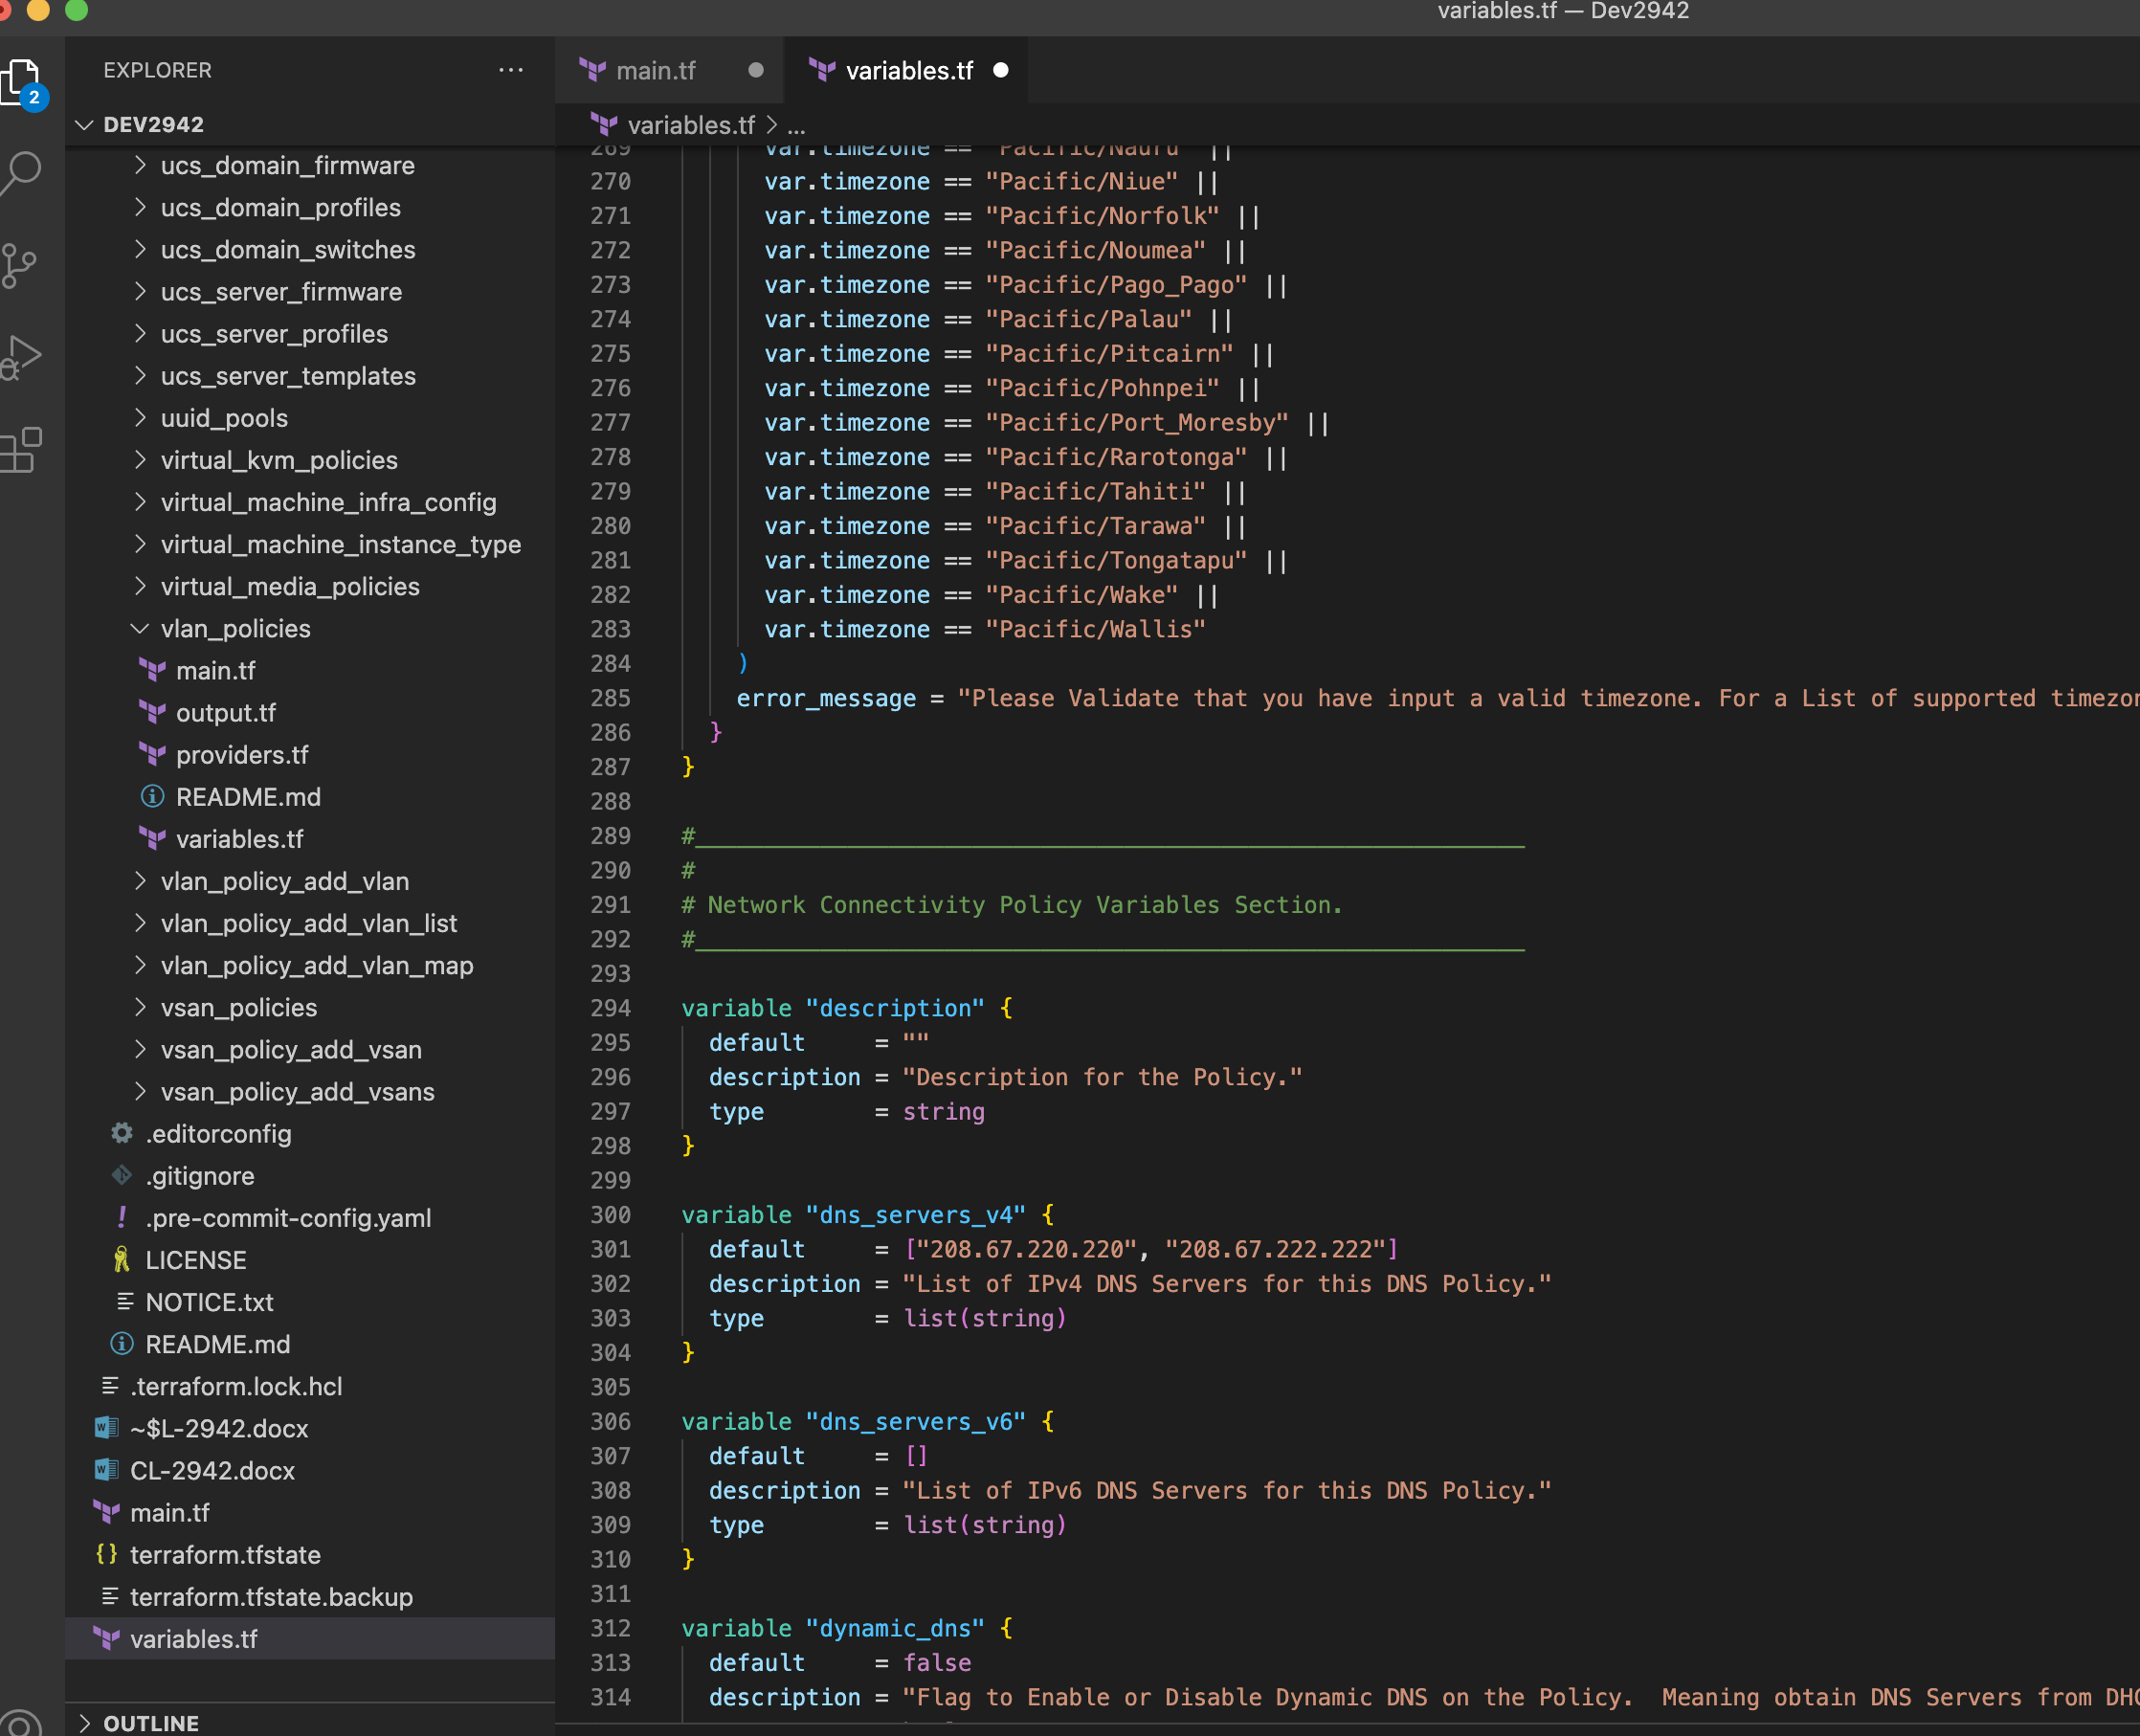 variables.tf — Dev2942
EXPLORER
···
2
DEV2942
ucs_domain_firmware
ucs_domain_profiles
ucs_domain_switches
ucs_server_firmware
ucs_server_profiles
ucs_server_templates
uuid_pools
virtual_kvm_policies
virtual_machine_infra_config
virtual_machine_instance_type
virtual_media_policies
vlan_policies
main.tf
output.tf
providers.tf
README.md
variables.tf
vlan_policy_add_vlan
vlan_policy_add_vlan_list
vlan_policy_add_vlan_map
vsan_policies
vsan_policy_add_vsan
vsan_policy_add_vsans
.editorconfig
.gitignore
! .pre-commit-config.yaml
LICENSE
NOTICE.txt
README.md
.terraform.lock.hcl
~$L-2942.docx
CL-2942.docx
main.tf
{} terraform.tfstate
terraform.tfstate.backup
variables.tf
OUTLINE
main.tf
variables.tf
variables.tf > ...
269 var.timezone == "Pacific/Nauru" ||
270 var.timezone == "Pacific/Niue" ||
271 var.timezone == "Pacific/Norfolk" ||
272 var.timezone == "Pacific/Noumea" ||
273 var.timezone == "Pacific/Pago_Pago" ||
274 var.timezone == "Pacific/Palau" ||
275 var.timezone == "Pacific/Pitcairn" ||
276 var.timezone == "Pacific/Pohnpei" ||
277 var.timezone == "Pacific/Port_Moresby" ||
278 var.timezone == "Pacific/Rarotonga" ||
279 var.timezone == "Pacific/Tahiti" ||
280 var.timezone == "Pacific/Tarawa" ||
281 var.timezone == "Pacific/Tongatapu" ||
282 var.timezone == "Pacific/Wake" ||
283 var.timezone == "Pacific/Wallis"
284 )
285 error_message = "Please Validate that you have input a valid timezone. For a List of supported
286 }
287 }
288
289 #____________________________________________________________
290 #
291 # Network Connectivity Policy Variables Section.
292 #____________________________________________________________
293
294 variable "description" {
295 default = ""
296 description = "Description for the Policy."
297 type = string
298 }
299
300 variable "dns_servers_v4" {
301 default = ["208.67.220.220", "208.67.222.222"]
302 description = "List of IPv4 DNS Servers for this DNS Policy."
303 type = list(string)
304 }
305
306 variable "dns_servers_v6" {
307 default = []
308 description = "List of IPv6 DNS Servers for this DNS Policy."
309 type = list(string)
310 }
311
312 variable "dynamic_dns" {
313 default = false
314 description = "Flag to Enable or Disable Dynamic DNS on the Policy.  Meaning obtain DNS Servers from